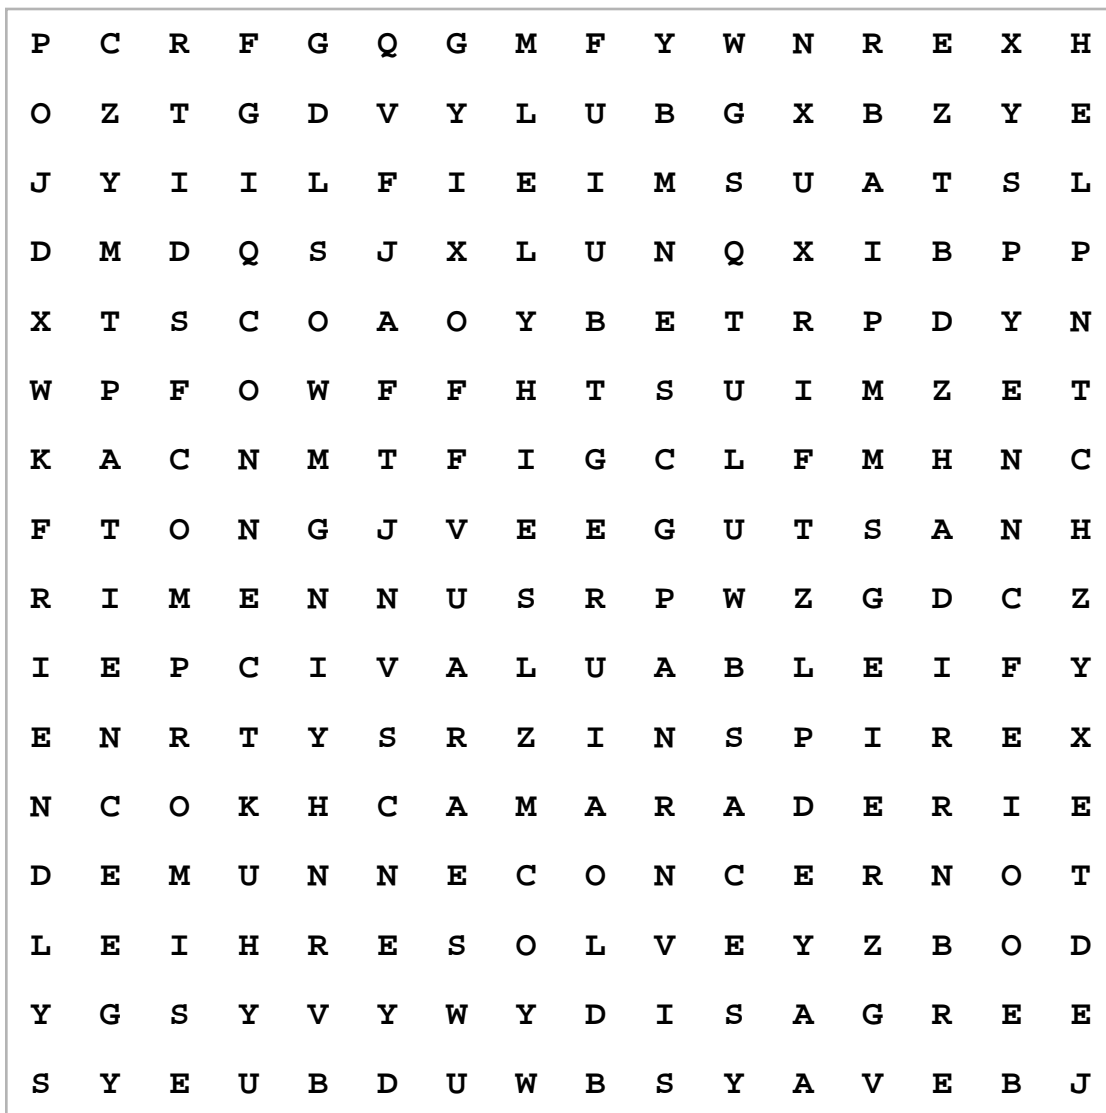 P C R F G Q G M F Y W N R E X H
O Z T G D V Y L U B G X B Z Y E
J Y I I L F I E I M S U A T S L
D M D Q S J X L U N Q X I B P P
X T S C O A O Y B E T R P D Y N
W P F O W F F H T S U I M Z E T
K A C N M T F I G C L F M H N C
F T O N G J V E E G U T S A N H
R I M E N N U S R P W Z G D C Z
I E P C I V A L U A B L E I F Y
E N R T Y S R Z I N S P I R E X
N C O K H C A M A R A D E R I E
D E M U N N E C O N C E R N O T
L E I H R E S O L V E Y Z B O D
Y G S Y V Y W Y D I S A G R E E
S Y E U B D U W B S Y A V E B J